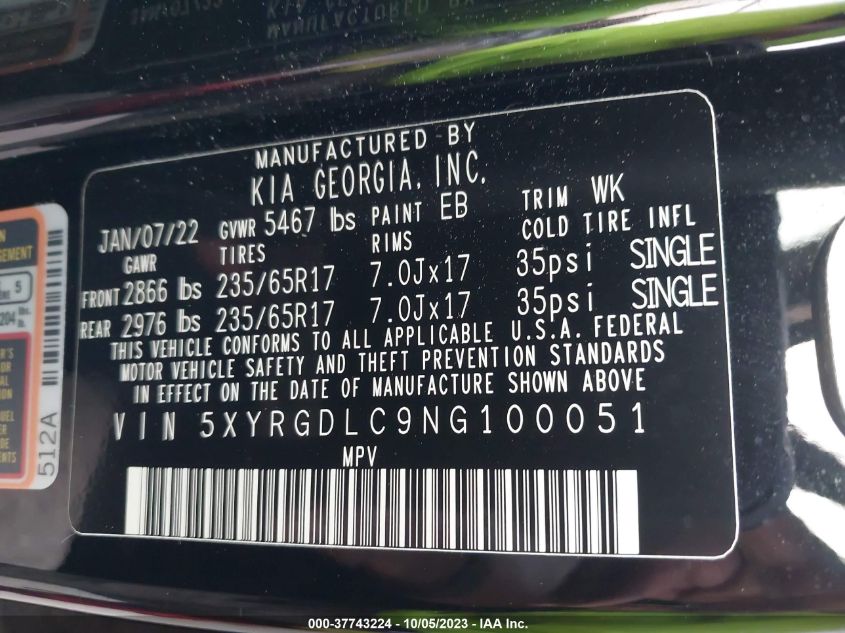 MANUFACTURED BY
KIA GEORGIA, INC.
JAN/07/22 GVWR 5467 lbs PAINT EB TRIM WK
GAWR TIRES RIMS COLD TIRE INFL
FRONT 2866 lbs 235/65R17 7.0Jx17 35psi SINGLE
REAR 2976 lbs 235/65R17 7.0Jx17 35psi SINGLE
THIS VEHICLE CONFORMS TO ALL APPLICABLE U.S.A. FEDERAL
MOTOR VEHICLE SAFETY AND THEFT PREVENTION STANDARDS
IN EFFECT ON THE DATE OF MANUFACTURE SHOWN ABOVE
VIN 5XYRGDLC9NG100051
MPV
5
204 lbs.
512A
000-37743224 - 10/05/2023 - IAA Inc.